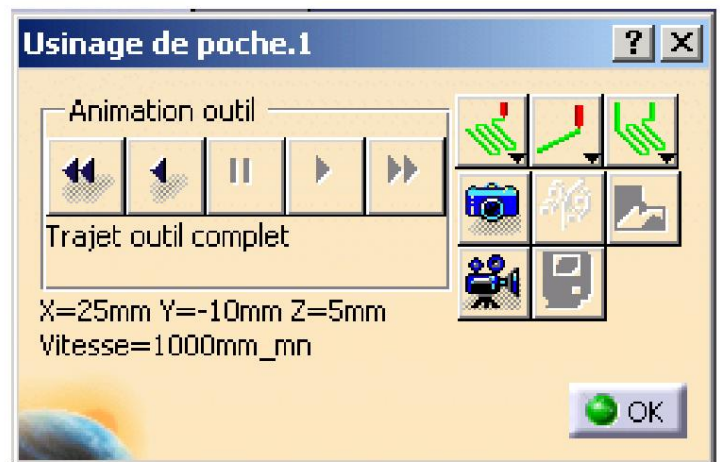 Usinage de poche.1
Animation outil
Trajet outil complet
X=25mm Y=-10mm Z=5mm
Vitesse=1000mm_mn
OK